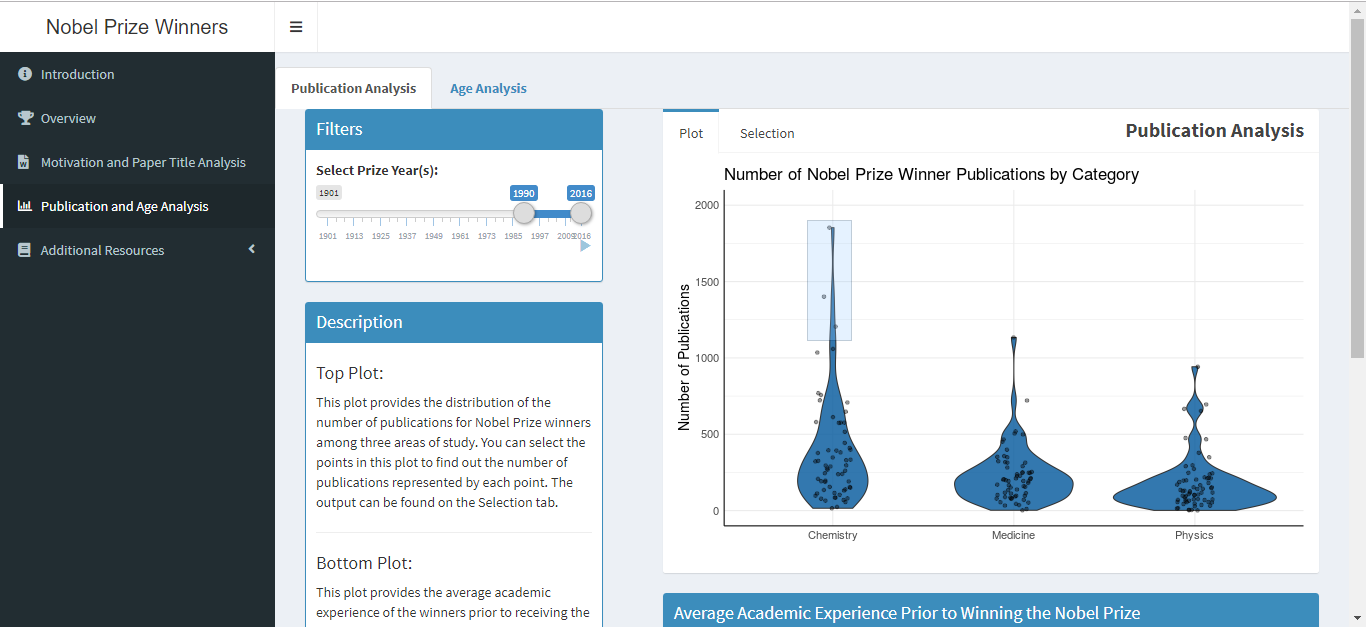 Nobel Prize Winners
Introduction
Overview
Motivation and Paper Title Analysis
Publication and Age Analysis
Additional Resources
Publication Analysis
Age Analysis
Filters
Select Prize Year(s):
1901
1990
2016
1901 1913 1925 1937 1949 1961 1973 1985 1997 2009 2016
Description
Top Plot:
This plot provides the distribution of the
number of publications for Nobel Prize winners
among three areas of study. You can select the
points in this plot to find out the number of
publications represented by each point. The
output can be found on the Selection tab.
Bottom Plot:
This plot provides the average academic
experience of the winners prior to receiving the
Plot
Selection
Publication Analysis
Number of Nobel Prize Winner Publications by Category
Number of Publications
2000
1500
1000
500
0
Chemistry
Medicine
Physics
Average Academic Experience Prior to Winning the Nobel Prize